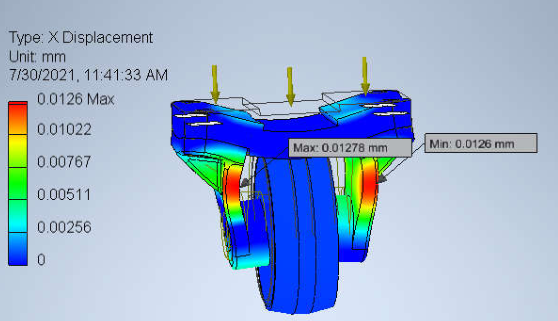 Type: X Displacement
Unit: mm
7/30/2021, 11:41:33 AM
0.0126 Max
0.01022
0.00767
0.00511
0.00256
0
Max: 0.01278 mm
Min: 0.0126 mm